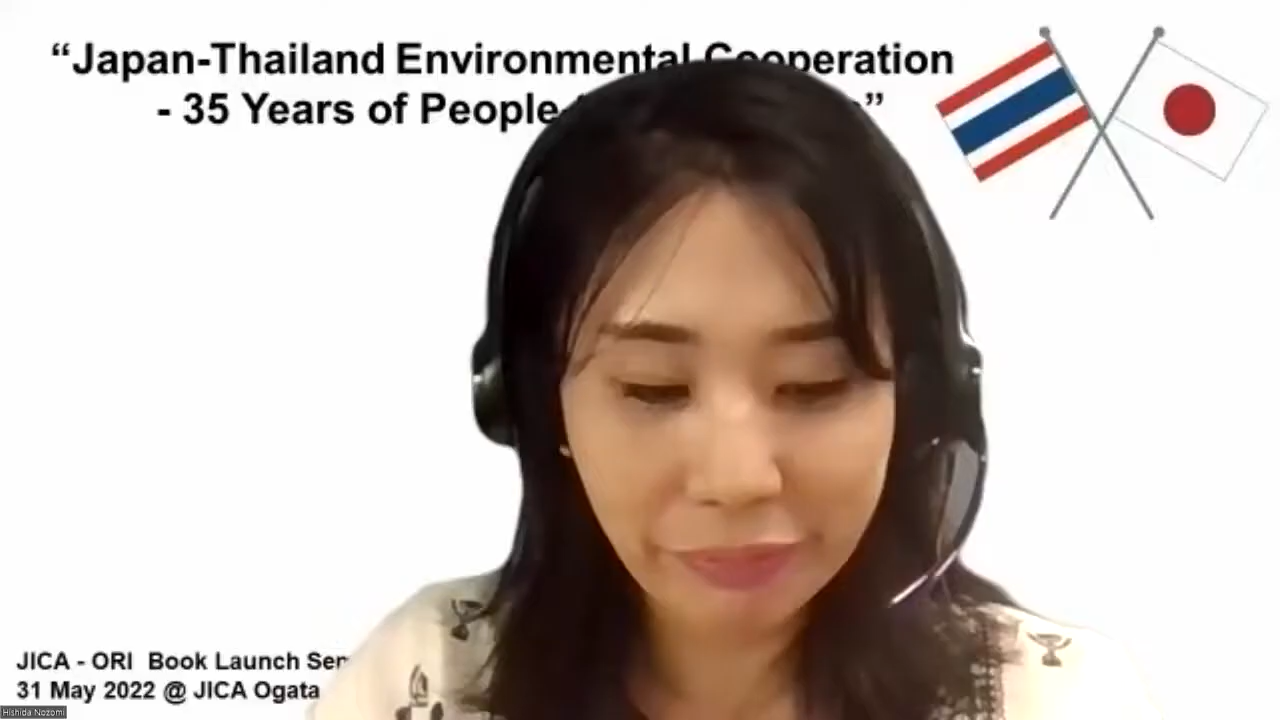 “Japan-Thailand Environmental Cooperation
- 35 Years of People- ”
JICA - ORI Book Launch
31 May 2022 @ JICA Ogata
Hishida Nozomi